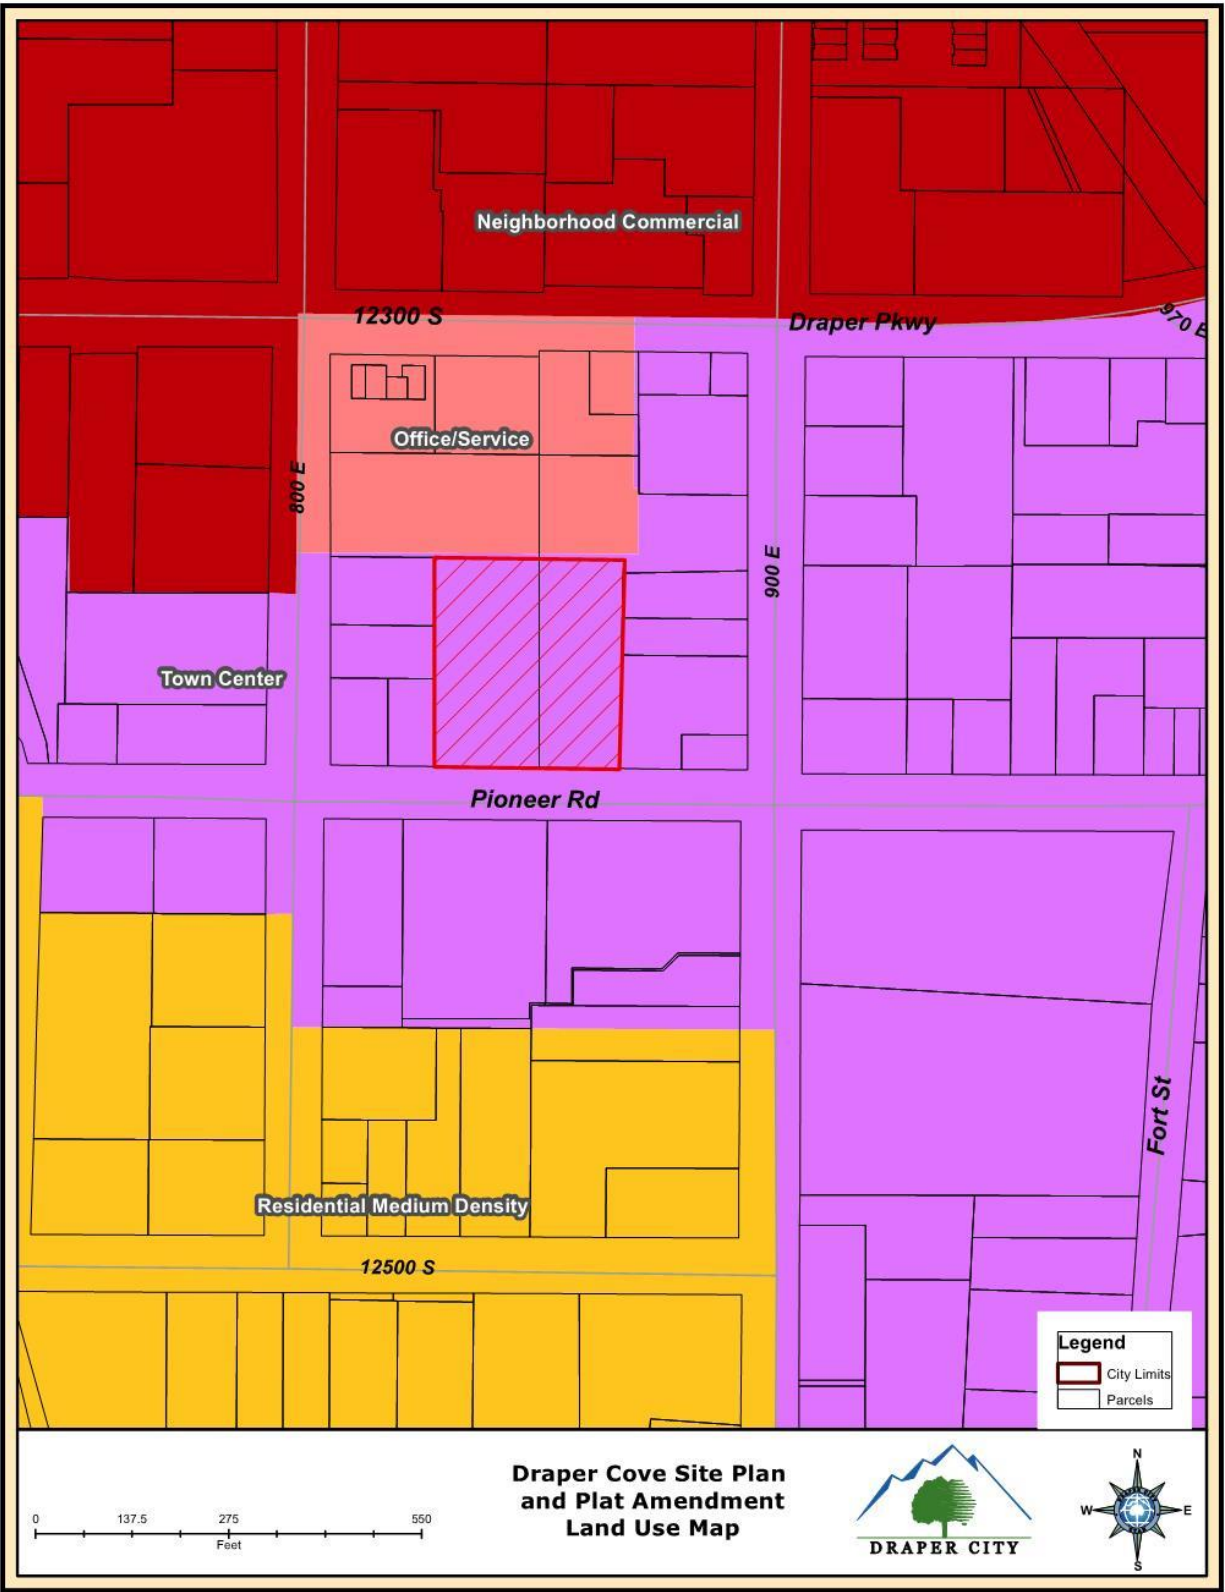 Neighborhood Commercial
12300 S
Draper Pkwy
970 E
Office/Service
800 E
900 E
Town Center
Pioneer Rd
Fort St
Residential Medium Density
12500 S
Legend
City Limits
Parcels
0 137.5 275 550
Feet
Draper Cove Site Plan
and Plat Amendment
Land Use Map
DRAPER CITY
N
W E
S